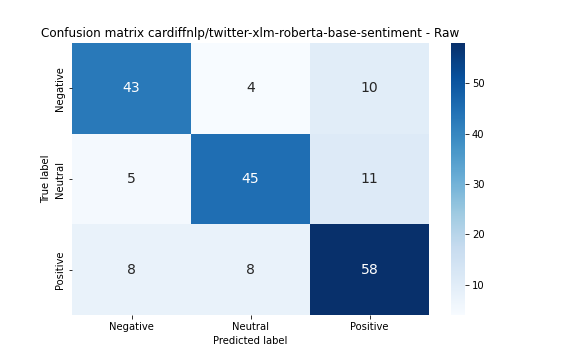 Confusion matrix cardiffnlp/twitter-xlm-roberta-base-sentiment - Raw
True label
Negative
43
4
10
Neutral
5
45
11
Positive
8
8
58
Negative
Neutral
Positive
Predicted label
50
40
30
20
10